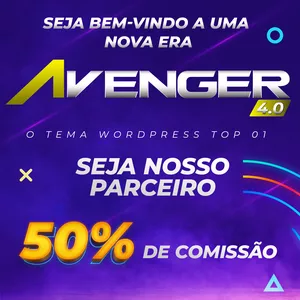 SEJA BEM-VINDO A UMA
NOVA ERA
AVENGER
4.0
O TEMA WORDPRESS TOP 01
SEJA NOSSO
PARCEIRO
50% DE COMISSÃO